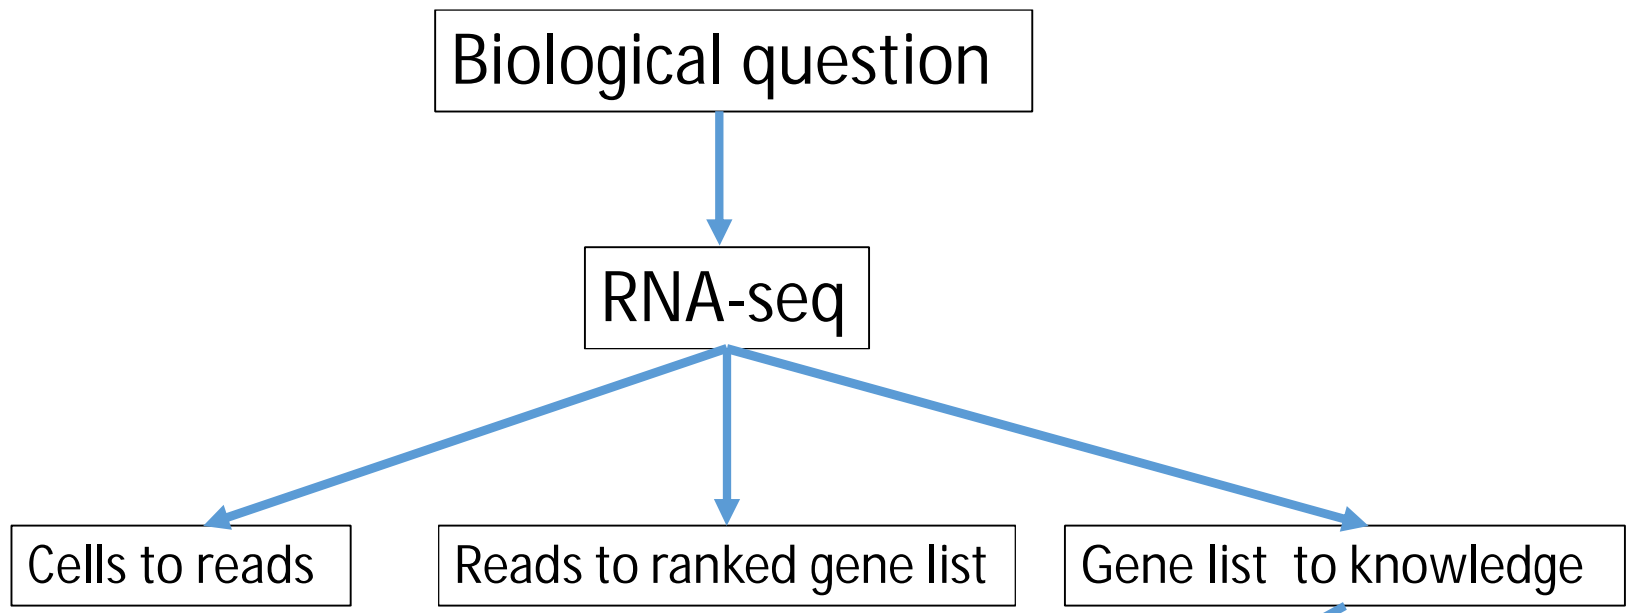 Biological question
RNA-seq
Cells to reads
Reads to ranked gene list
Gene list to knowledge